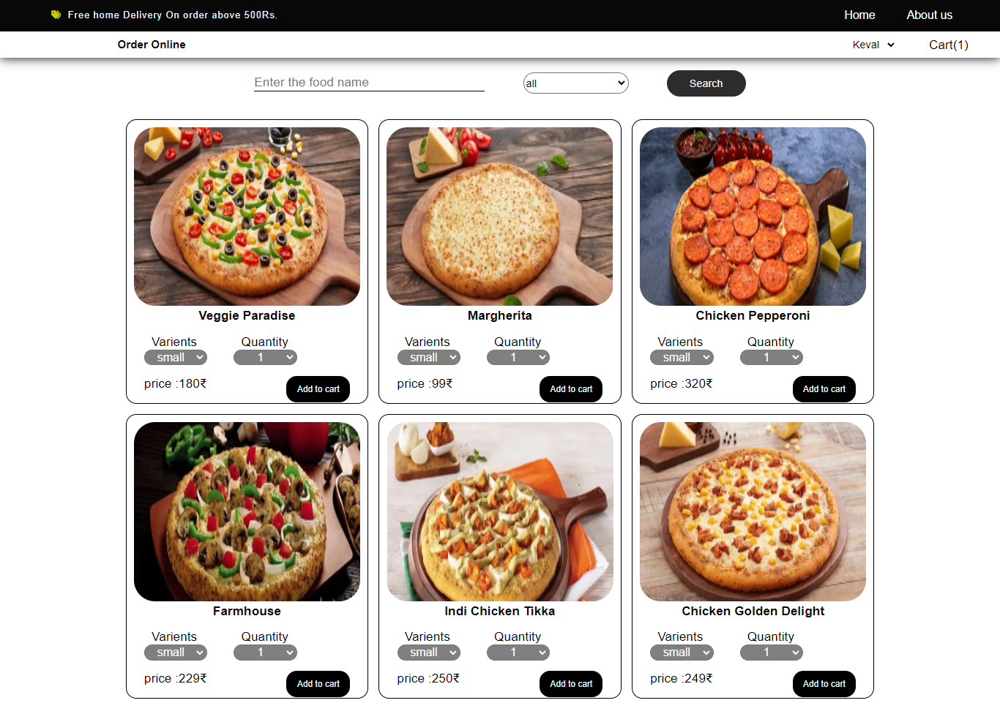 Free home Delivery On order above 500Rs. Home About us
Order Online Keval Cart(1)
Enter the food name all Search
Veggie Paradise Margherita Chicken Pepperoni
Varients Quantity Varients Quantity Varients Quantity
small 1 small 1 small 1
price :180₹ Add to cart price :99₹ Add to cart price :320₹ Add to cart
Farmhouse Indi Chicken Tikka Chicken Golden Delight
Varients Quantity Varients Quantity Varients Quantity
small 1 small 1 small 1
price :229₹ Add to cart price :250₹ Add to cart price :249₹ Add to cart